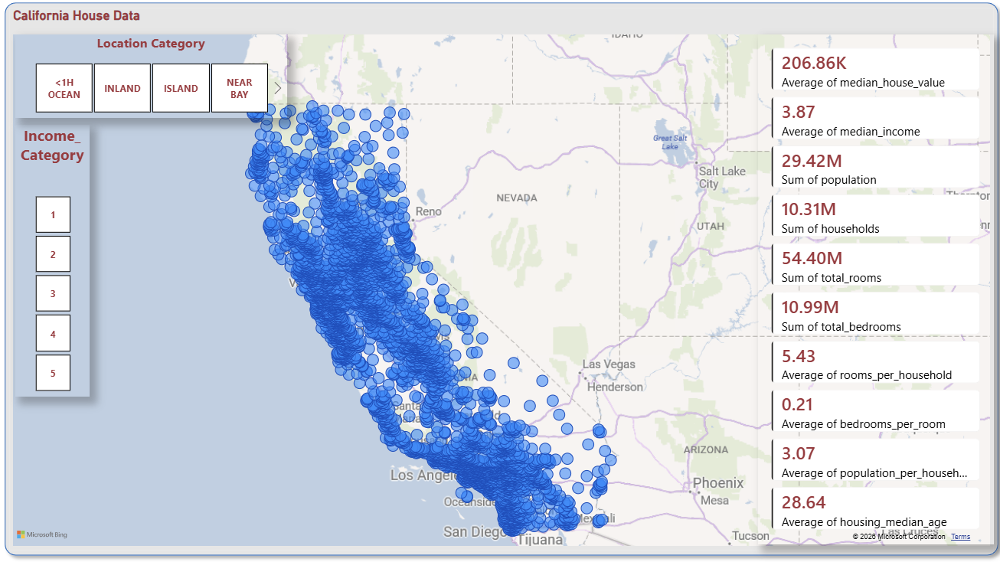 California House Data
Location Category
<1H
OCEAN
INLAND
ISLAND
NEAR
BAY
Income_
Category
1
2
3
4
5
IDAHO
Great Salt
Lake
Salt Lake
City
NEVADA
Reno
UTAH
Las Vegas
Henderson
ARIZONA
Phoenix
Mesa
Tucson
Las Cruces
Santa
Los Angel
Oceanside
San Diego
Tijuana
206.86K
Average of median_house_value
3.87
Average of median_income
29.42M
Sum of population
10.31M
Sum of households
54.40M
Sum of total_rooms
10.99M
Sum of total_bedrooms
5.43
Average of rooms_per_household
0.21
Average of bedrooms_per_room
3.07
Average of population_per_househ...
28.64
Average of housing_median_age
Microsoft Bing
© 2026 Microsoft Corporation Terms